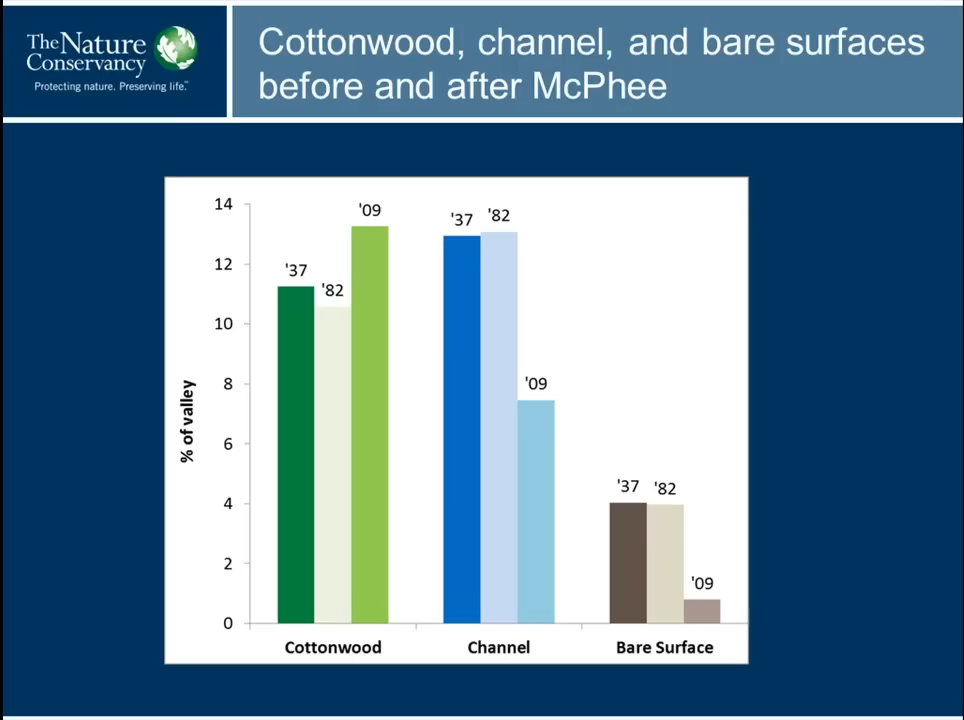 The Nature
Conservancy
Protecting nature. Preserving life.™
Cottonwood, channel, and bare surfaces
before and after McPhee
% of valley
14
12
10
8
6
4
2
0
'37
'82
'09
'37
'82
'09
'37
'82
'09
Cottonwood
Channel
Bare Surface